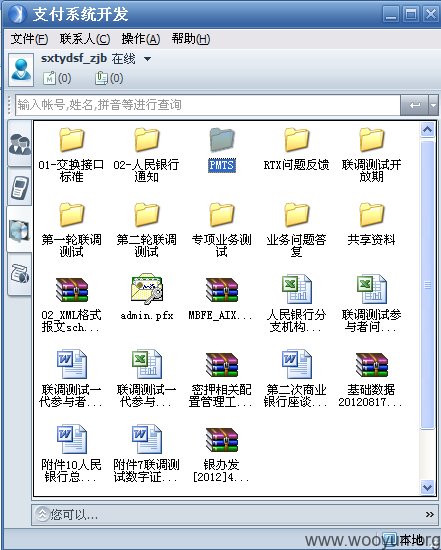 支付系统开发
文件(F) 联系人(C) 操作(A) 帮助(H)
sxtydsf_zjb 在线
(0) (0)
输入帐号,姓名,拼音等进行查询
01-交换接口
标准
02-人民银行
通知
PMTS
RTX问题反馈
联调测试开
放期
第一轮联调
测试
第二轮联调
测试
专项业务测
试
业务问题答
复
共享资料
02_XML格式
报文sch...
admin.pfx
MBFE_AIX...
人民银行分
支机构...
联调测试参
与者问...
联调测试一
代参与者...
联调测试一
代参与...
密押相关配
置管理工...
第二次商业
银行座谈...
基础数据
20120817...
附件10人民
银行总...
附件7联调测
试数字证...
银办发
[2012]4...
您可以...
www.wooyun.org
本地